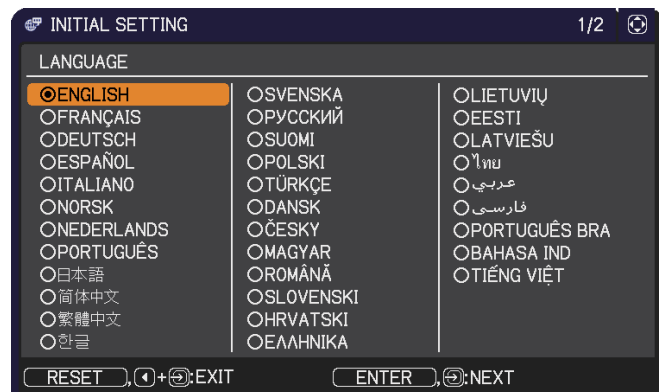 INITIAL SETTING 1/2
LANGUAGE
ENGLISH
FRANÇAIS
DEUTSCH
ESPAÑOL
ITALIANO
NORSK
NEDERLANDS
PORTUGUÊS
日本語
简体中文
繁體中文
한글
SVENSKA
РУССКИЙ
SUOMI
POLSKI
TÜRKÇE
DANSK
ČESKY
MAGYAR
ROMÂNĂ
SLOVENSKI
HRVATSKI
ΕΛΛΗΝΙΚΑ
LIETUVIŲ
EESTI
LATVIEŠU
ไทย
عربي
فارسی
PORTUGUÊS BRA
BAHASA IND
TIẾNG VIỆT
RESET , + :EXIT ENTER , :NEXT